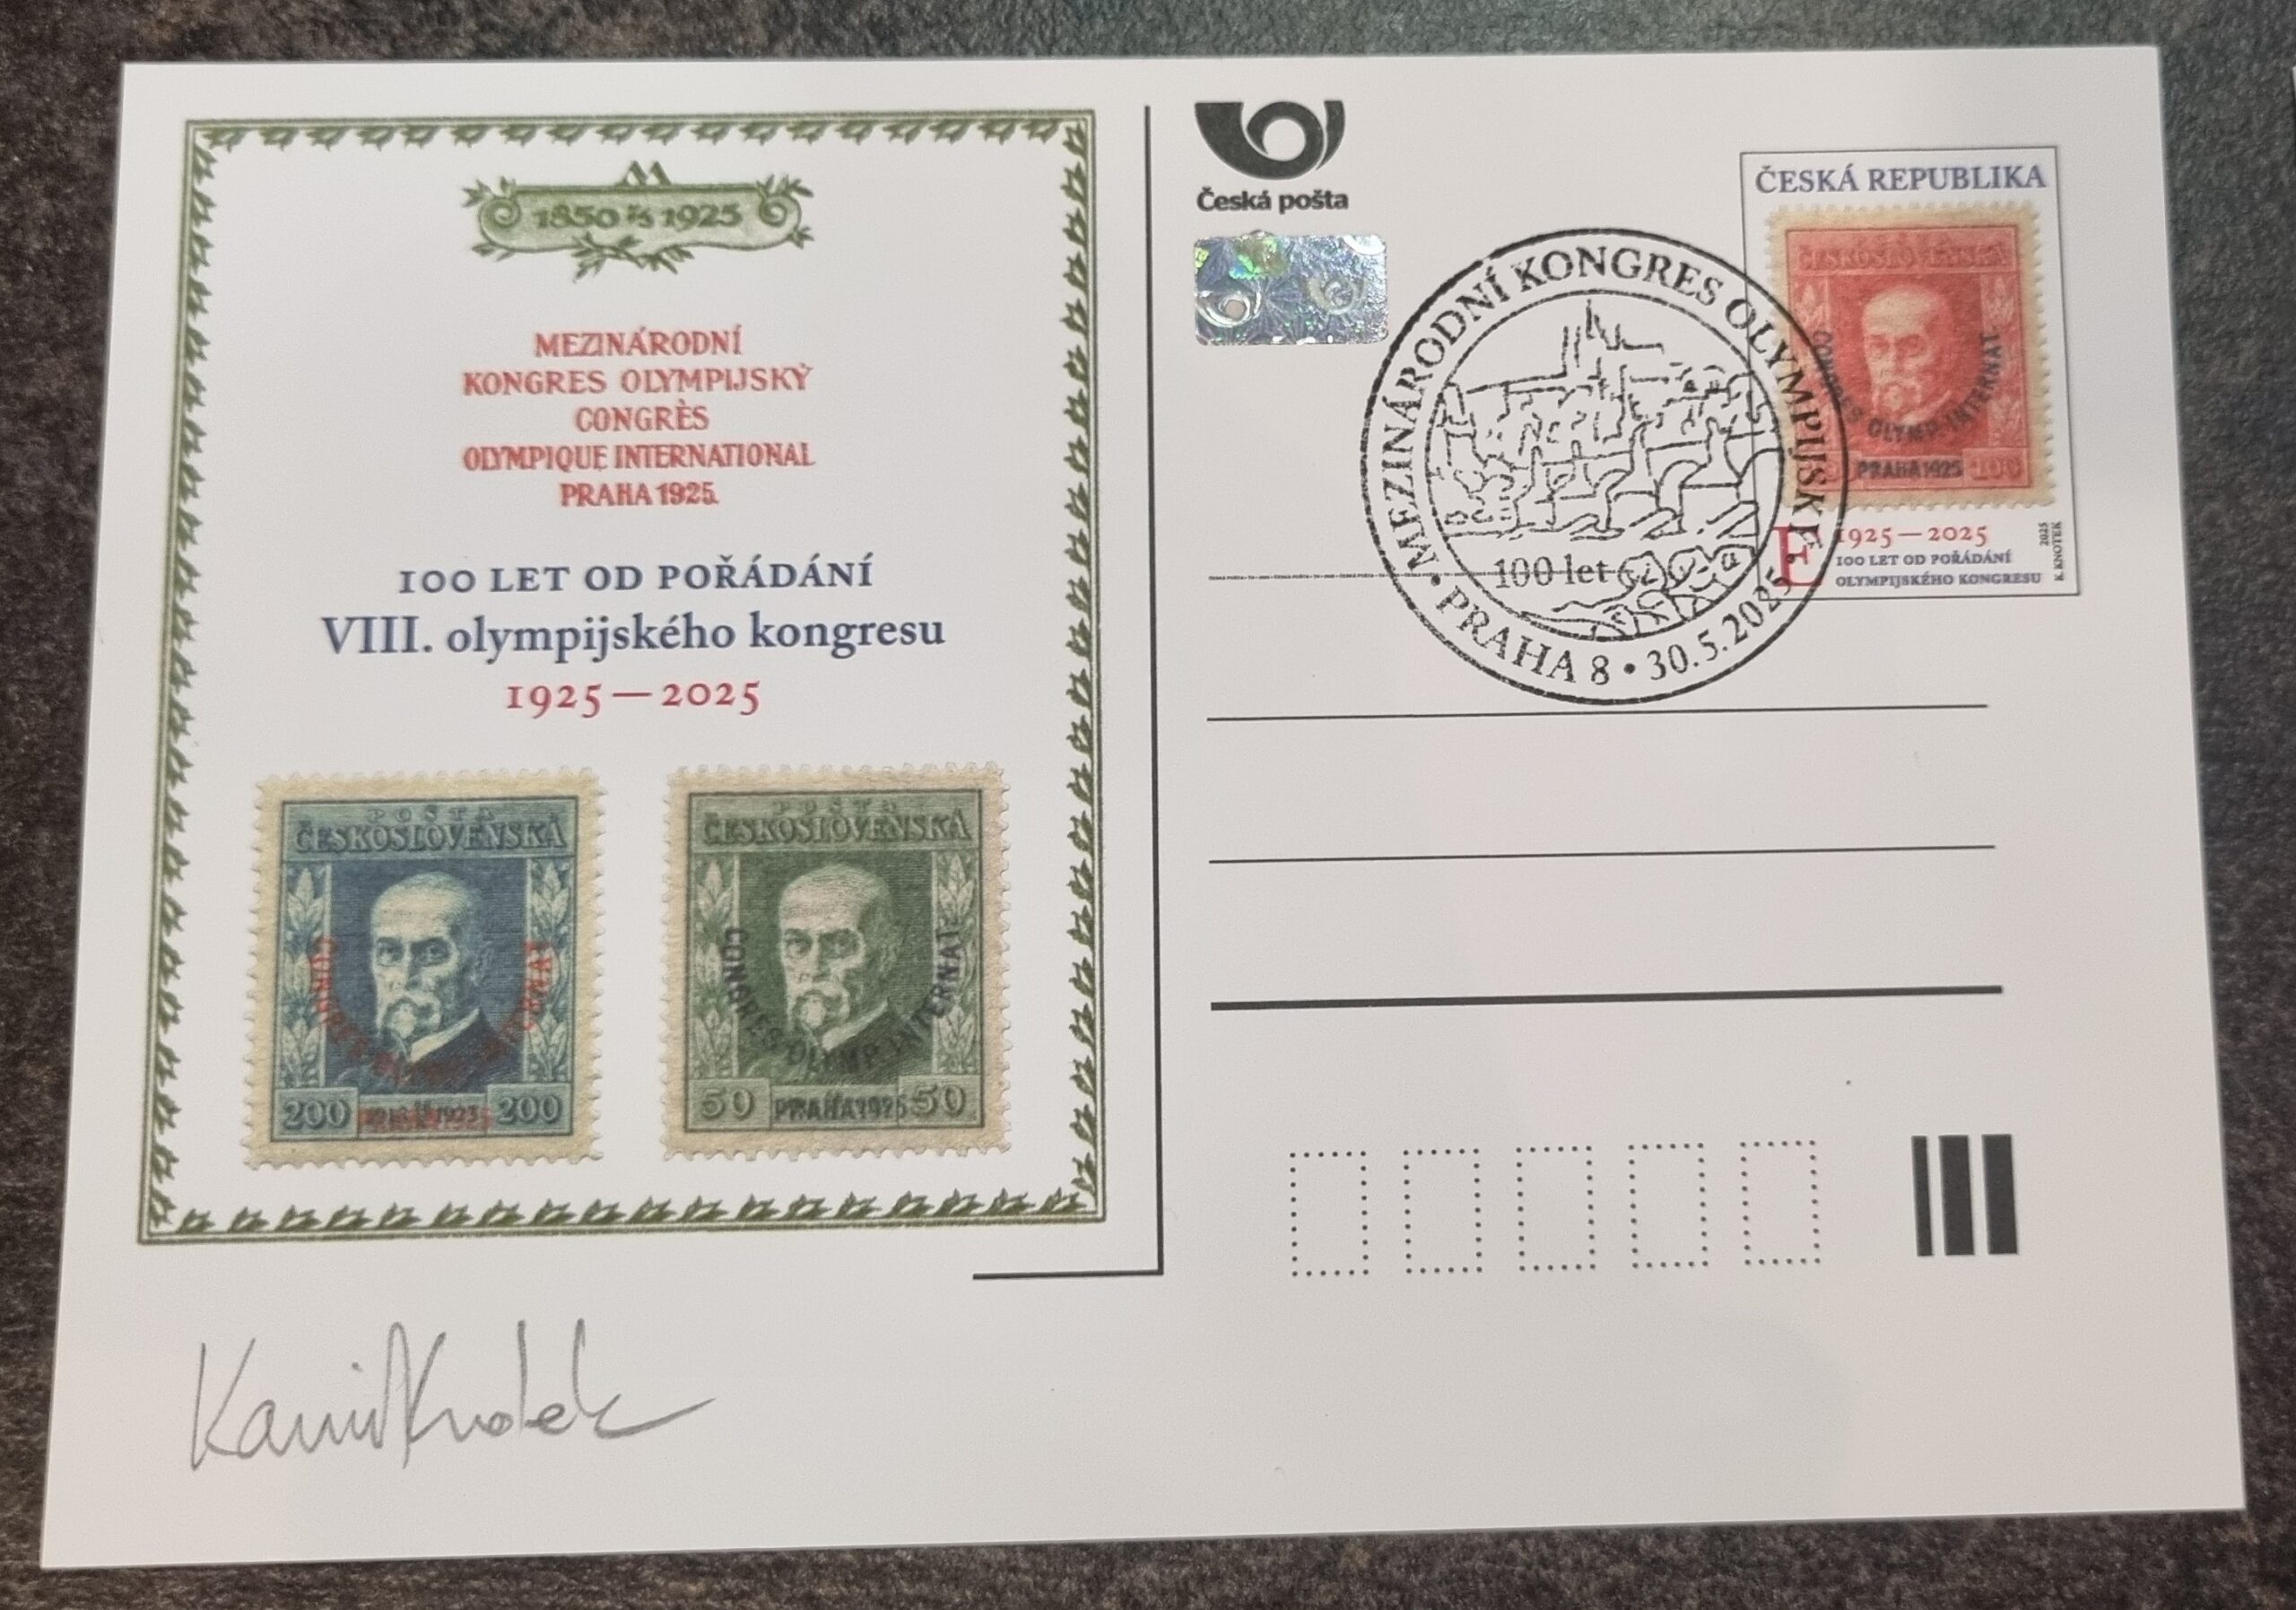 1850 1925
MEZINÁRODNÍ
KONGRES OLYMPIJSKÝ
CONGRÈS
OLYMPIQUE INTERNATIONAL
PRAHA 1925.
100 LET OD POŘÁDÁNÍ
VIII. olympijského kongresu
1925—2025
POŠTA
ČESKOSLOVENSKÁ
200 200
POŠTA
ČESKOSLOVENSKÁ
CONGRES OLYMP. INTERNAT.
50 PRAHA 1925 50
Kamil Knotek
Česká pošta
MEZINÁRODNÍ KONGRES OLYMPIJSKÝ
100 let
• PRAHA 8 • 30.5.2025 •
ČESKÁ REPUBLIKA
ČESKOSLOVENSKÁ
CONGRES OLYMP. INTERNAT.
PRAHA 1925 100
E 1925—2025
100 LET OD POŘÁDÁNÍ
OLYMPIJSKÉHO KONGRESU
2025
K. KNOTEK